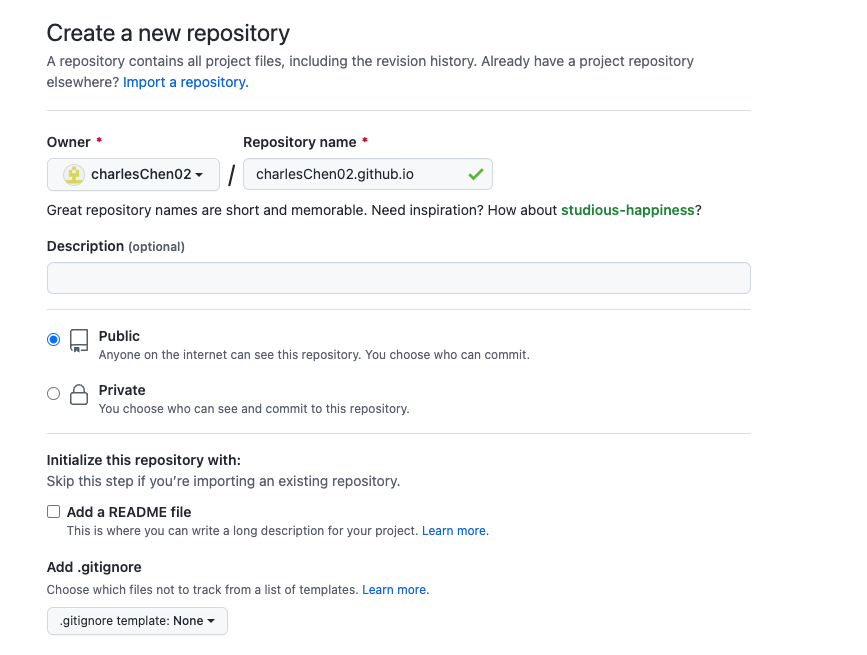 Create a new repository
A repository contains all project files, including the revision history. Already have a project repository
elsewhere? Import a repository.
Owner * Repository name *
charlesChen02 / charlesChen02.github.io
Great repository names are short and memorable. Need inspiration? How about studious-happiness?
Description (optional)
Public
Anyone on the internet can see this repository. You choose who can commit.
Private
You choose who can see and commit to this repository.
Initialize this repository with:
Skip this step if you’re importing an existing repository.
Add a README file
This is where you can write a long description for your project. Learn more.
Add .gitignore
Choose which files not to track from a list of templates. Learn more.
.gitignore template: None